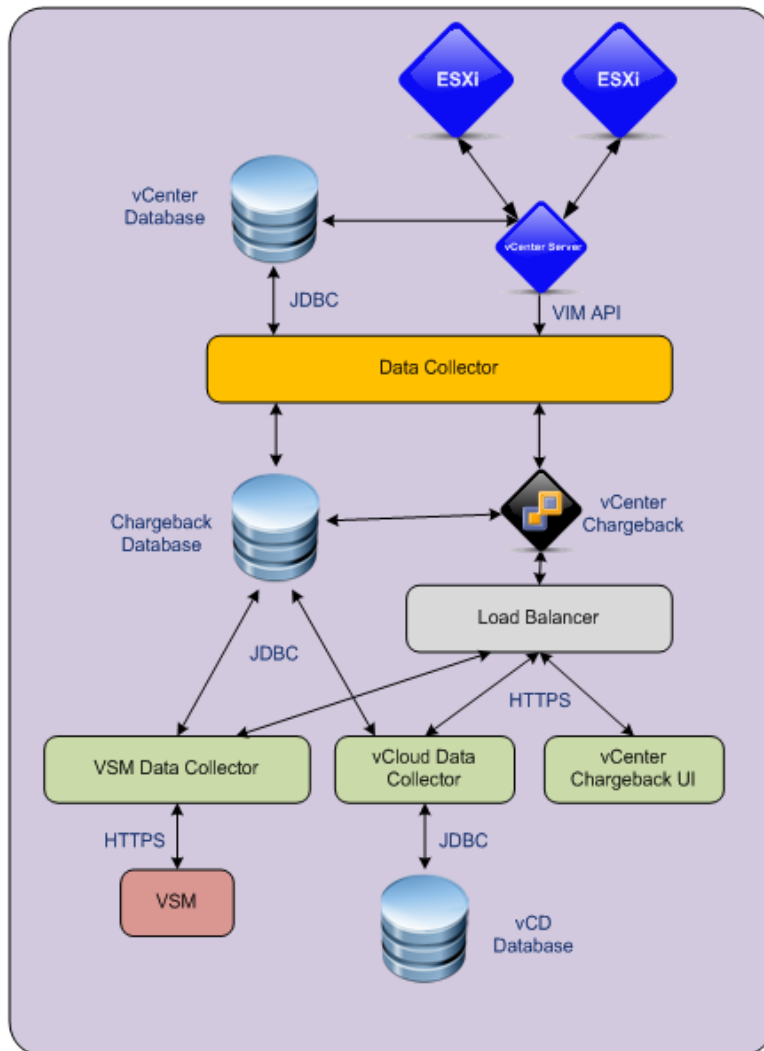 ESXi
ESXi
vCenter
Database
vCenter Server
JDBC
VIM API
Data Collector
Chargeback
Database
vCenter
Chargeback
Load Balancer
JDBC
HTTPS
VSM Data Collector
vCloud Data
Collector
vCenter
Chargeback UI
HTTPS
JDBC
VSM
vCD
Database